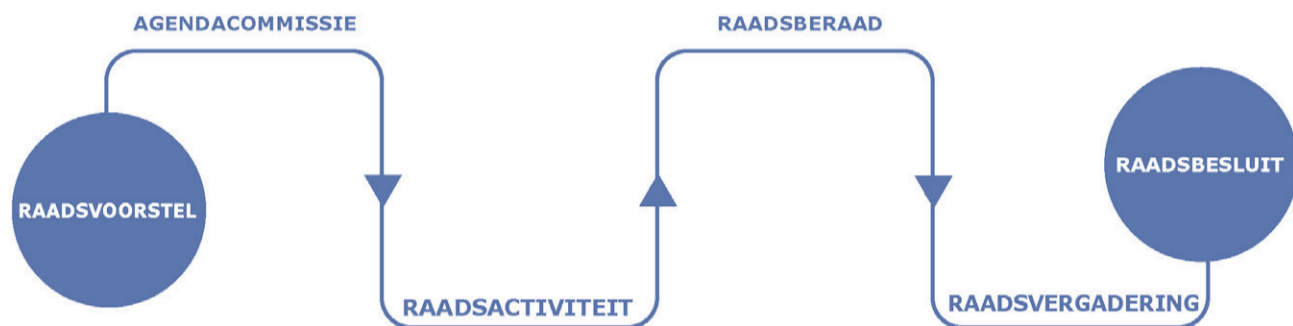 AGENDACOMMISSIE
RAADSBERAAD
RAADSVOORSTEL
RAADSBESLUIT
RAADSACTIVITEIT
RAADSVERGADERING